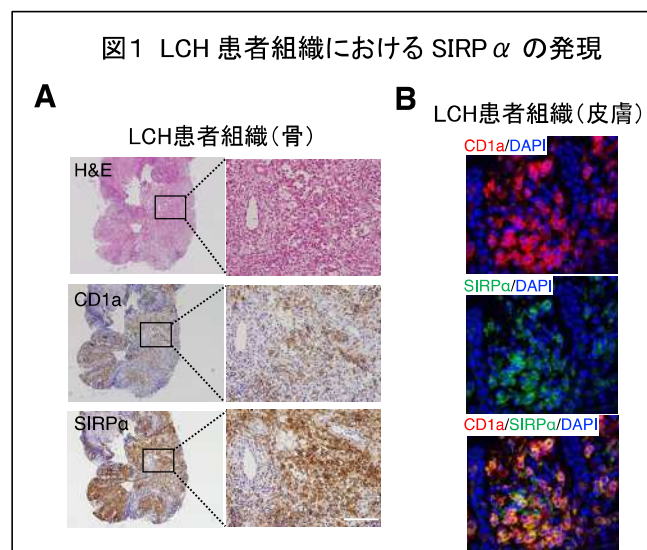 図1 LCH 患者組織における SIRPα の発現
A
LCH患者組織(骨)
H&E
CD1a
SIRPα
B
LCH患者組織(皮膚)
CD1a/DAPI
SIRPα/DAPI
CD1a/SIRPα/DAPI